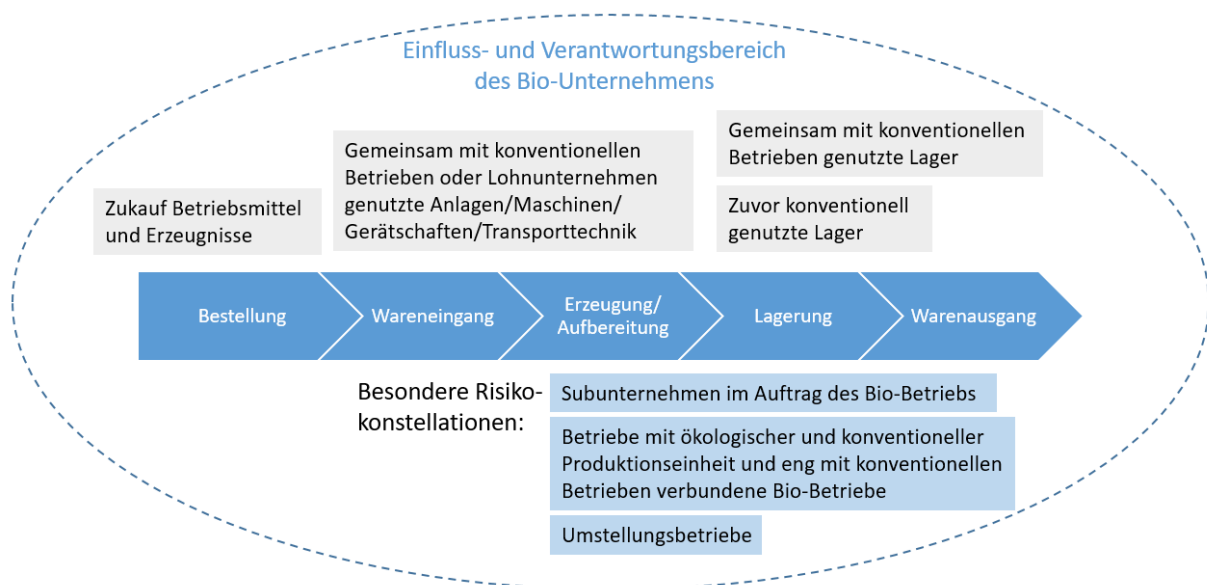 Einfluss- und Verantwortungsbereich
des Bio-Unternehmens
Zukauf Betriebsmittel
und Erzeugnisse
Gemeinsam mit konventionellen
Betrieben oder Lohnunternehmen
genutzte Anlagen/Maschinen/
Gerätschaften/Transporttechnik
Gemeinsam mit konventionellen
Betrieben genutzte Lager
Zuvor konventionell
genutzte Lager
Bestellung
Wareneingang
Erzeugung/
Aufbereitung
Lagerung
Warenausgang
Besondere Risiko-
konstellationen:
Subunternehmen im Auftrag des Bio-Betriebs
Betriebe mit ökologischer und konventioneller
Produktionseinheit und eng mit konventionellen
Betrieben verbundene Bio-Betriebe
Umstellungsbetriebe